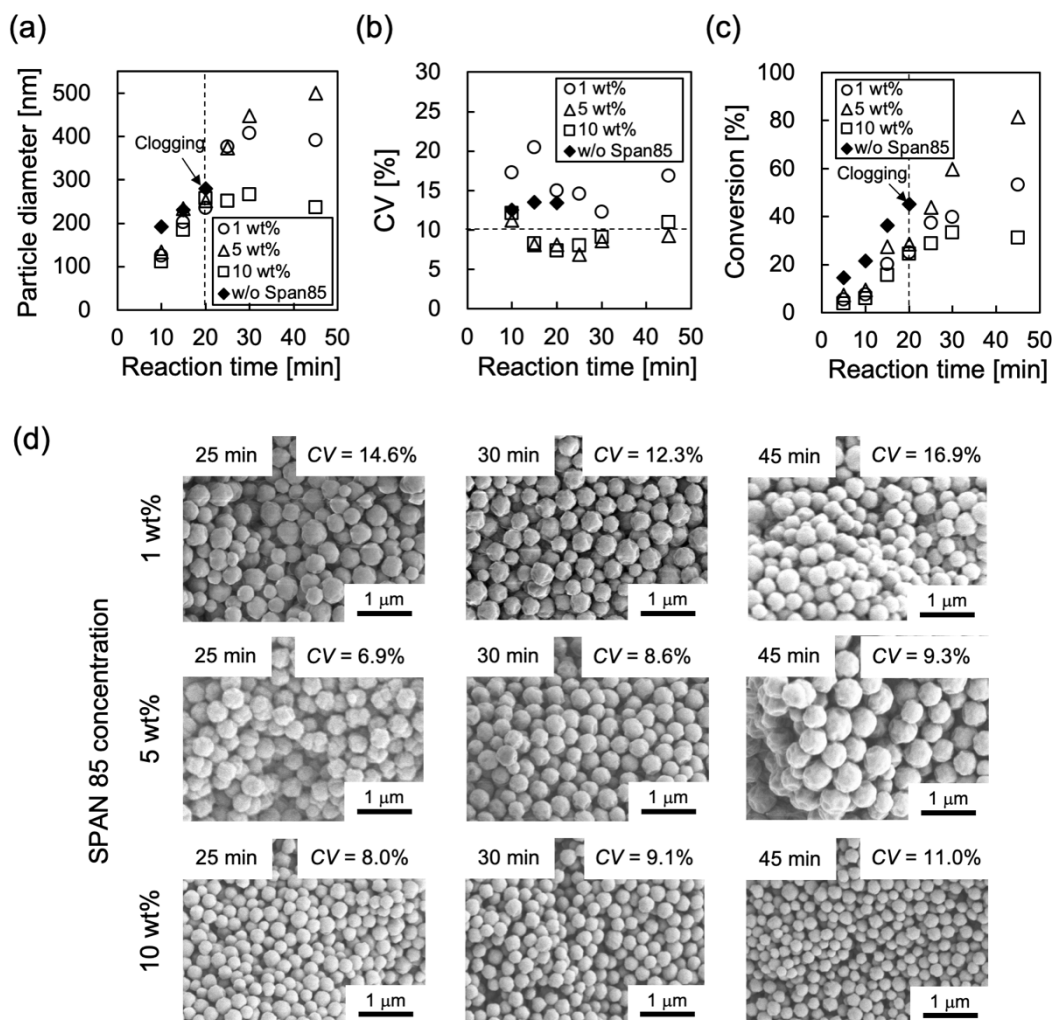 (a)
Particle diameter [nm]
500
400
300
200
100
0
Clogging
1 wt%
5 wt%
10 wt%
w/o Span85
0 10 20 30 40 50
Reaction time [min]
(b)
CV [%]
30
25
20
15
10
5
0
1 wt%
5 wt%
10 wt%
w/o Span85
0 10 20 30 40 50
Reaction time [min]
(c)
Conversion [%]
100
80
60
40
20
0
1 wt%
5 wt%
10 wt%
w/o Span85
Clogging
0 10 20 30 40 50
Reaction time [min]
(d)
SPAN 85 concentration
1 wt%
25 min CV = 14.6%
1 μm
30 min CV = 12.3%
1 μm
45 min CV = 16.9%
1 μm
5 wt%
25 min CV = 6.9%
1 μm
30 min CV = 8.6%
1 μm
45 min CV = 9.3%
1 μm
10 wt%
25 min CV = 8.0%
1 μm
30 min CV = 9.1%
1 μm
45 min CV = 11.0%
1 μm